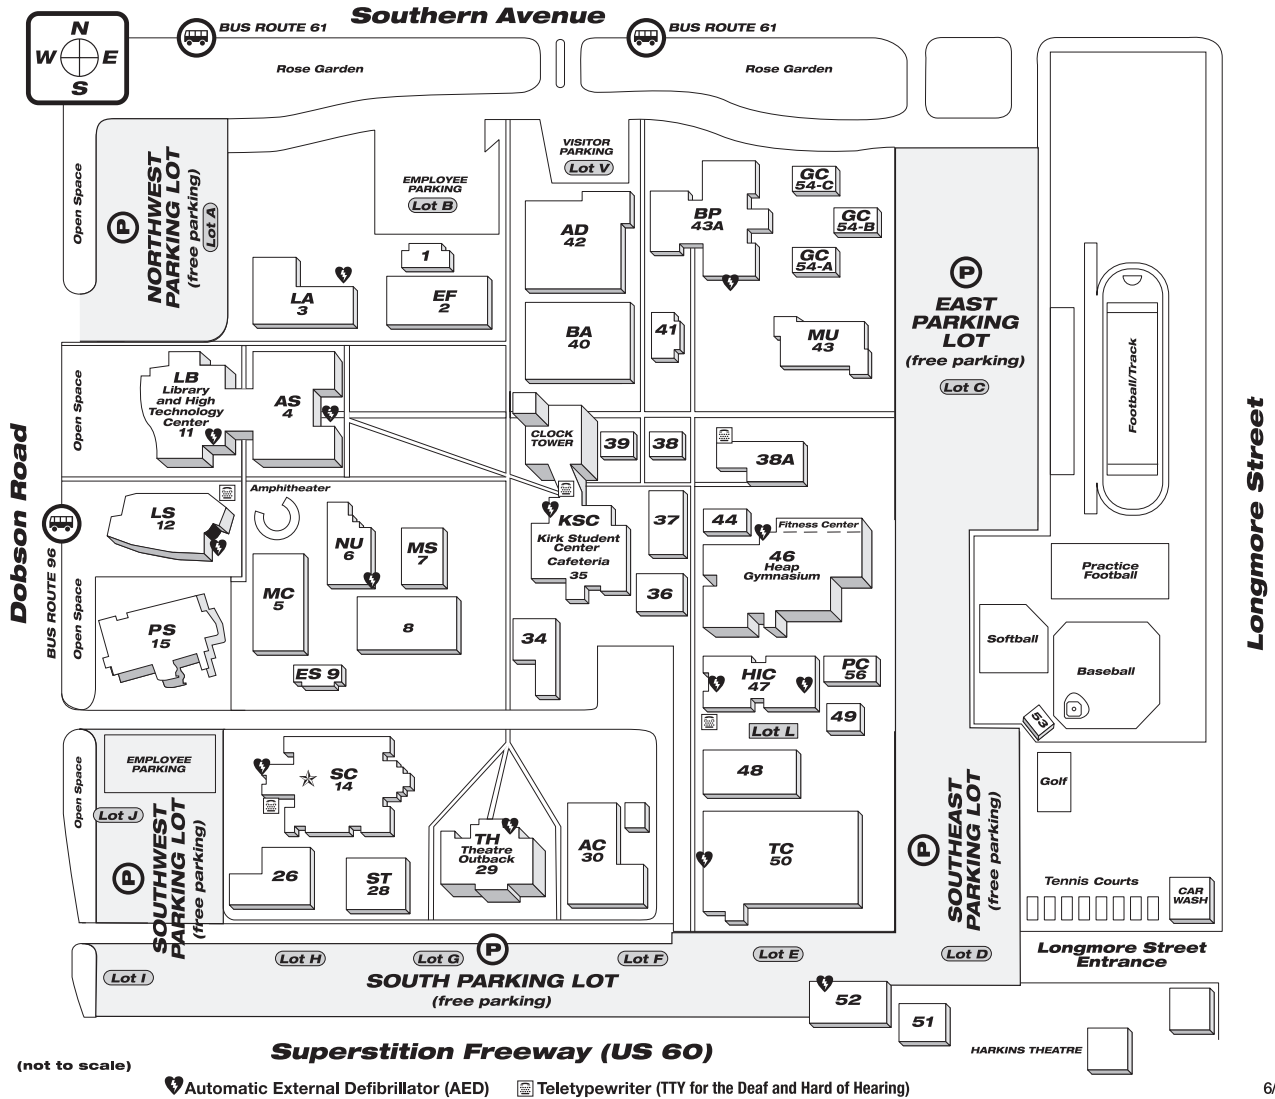 Southern Avenue
N
W E
S
BUS ROUTE 61
BUS ROUTE 61
Rose Garden
Rose Garden
Open Space
NORTHWEST
PARKING LOT
(free parking)
Lot A
P
EMPLOYEE
PARKING
Lot B
VISITOR
PARKING
Lot V
AD
42
BP
43A
GC
54-C
GC
54-B
GC
54-A
1
LA
3
EF
2
BA
40
41
MU
43
P
EAST
PARKING
LOT
(free parking)
Lot C
Football/Track
Longmore Street
Dobson Road
Open Space
LB
Library
and High
Technology
Center
11
AS
4
CLOCK
TOWER
39
38
38A
BUS ROUTE 96
Open Space
LS
12
Amphitheater
NU
6
MS
7
KSC
Kirk Student
Center
Cafeteria
35
37
44
Fitness Center
46
Heap
Gymnasium
Practice
Football
MC
5
8
36
34
PS
15
ES 9
Softball
Baseball
53
HIC
47
PC
56
49
Lot L
48
Golf
Open Space
EMPLOYEE
PARKING
Lot J
P
SOUTHWEST
PARKING LOT
(free parking)
SC
14
26
ST
28
TH
Theatre
Outback
29
AC
30
TC
50
P
SOUTHEAST
PARKING LOT
(free parking)
Tennis Courts
CAR
WASH
Longmore Street
Entrance
Lot I
Lot H
Lot G
P
Lot F
Lot E
Lot D
SOUTH PARKING LOT
(free parking)
52
51
HARKINS THEATRE
Superstition Freeway (US 60)
(not to scale)
Automatic External Defibrillator (AED)
Teletypewriter (TTY for the Deaf and Hard of Hearing)
6/